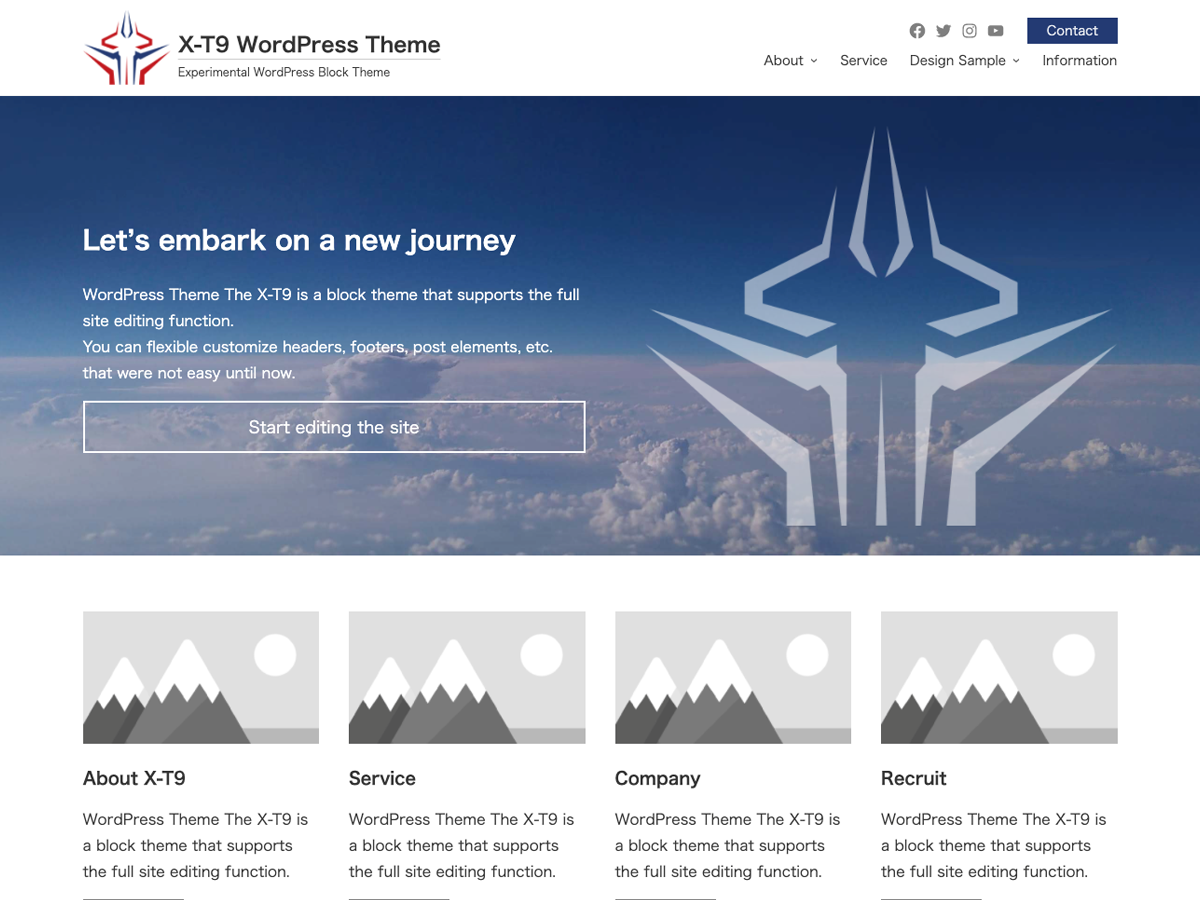 X-T9 WordPress Theme
Experimental WordPress Block Theme
Contact
About
Service
Design Sample
Information
Let’s embark on a new journey
WordPress Theme The X-T9 is a block theme that supports the full
site editing function.
You can flexible customize headers, footers, post elements, etc.
that were not easy until now.
Start editing the site
About X-T9
WordPress Theme The X-T9 is
a block theme that supports
the full site editing function.
Service
WordPress Theme The X-T9 is
a block theme that supports
the full site editing function.
Company
WordPress Theme The X-T9 is
a block theme that supports
the full site editing function.
Recruit
WordPress Theme The X-T9 is
a block theme that supports
the full site editing function.